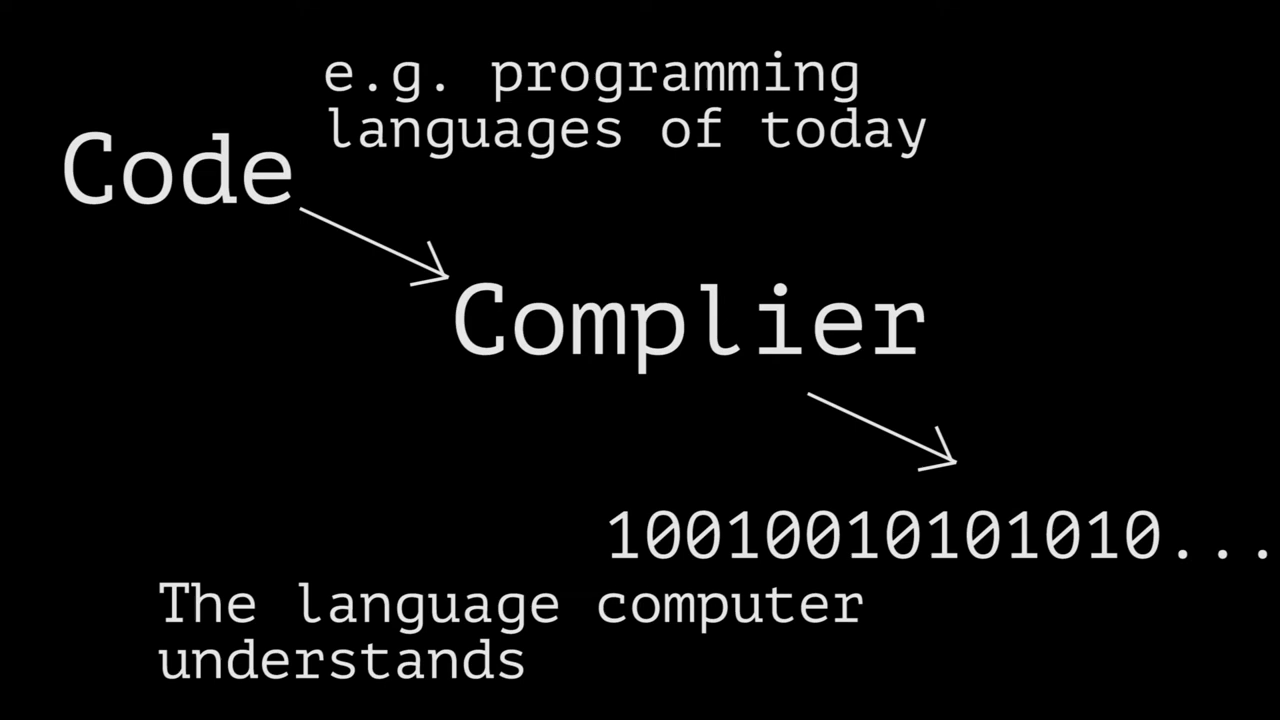 e.g. programming
languages of today
Code
Complier
10010010101010...
The language computer
understands